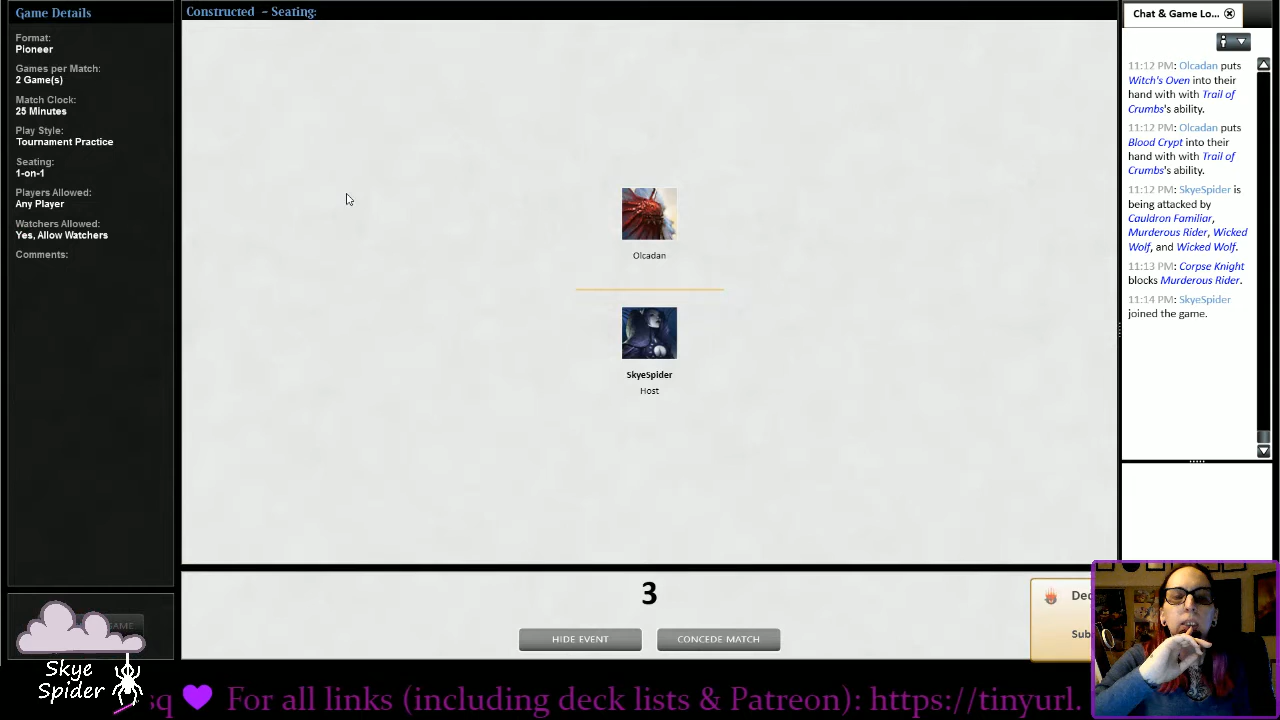 Game Details
Format:
Pioneer
Games per Match:
2 Game(s)
Match Clock:
25 Minutes
Play Style:
Tournament Practice
Seating:
1-on-1
Players Allowed:
Any Player
Watchers Allowed:
Yes, Allow Watchers
Comments:
Constructed - Seating:
Olcadan
SkyeSpider
Host
3
HIDE EVENT
CONCEDE MATCH
Chat & Game Lo...
11:12 PM: Olcadan puts
Witch's Oven into their
hand with with Trail of
Crumbs's ability.
11:12 PM: Olcadan puts
Blood Crypt into their
hand with with Trail of
Crumbs's ability.
11:12 PM: SkyeSpider is
being attacked by
Cauldron Familiar,
Murderous Rider, Wicked
Wolf, and Wicked Wolf.
11:13 PM: Corpse Knight
blocks Murderous Rider.
11:14 PM: SkyeSpider
joined the game.
Skye
Spider
sq 💜 For all links (including deck lists & Patreon): https://tinyurl.